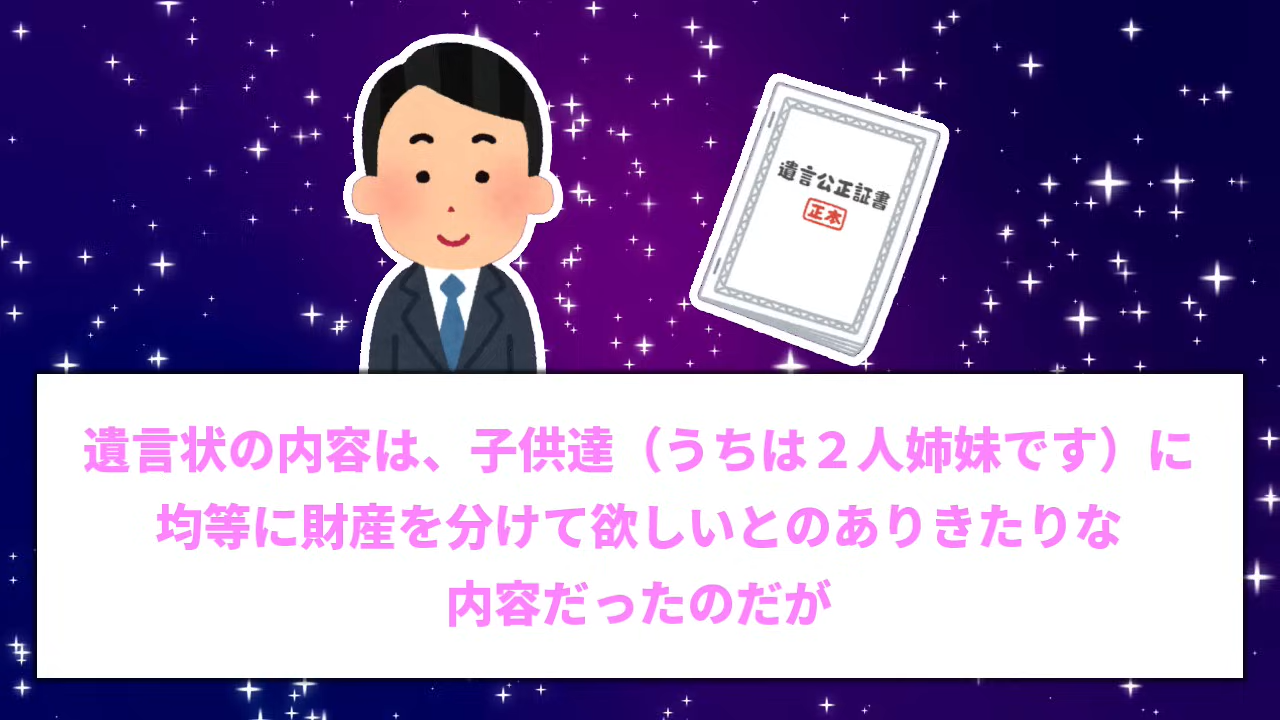 遺言公正証書
正本
遺言状の内容は、子供達（うちは２人姉妹です）に
均等に財産を分けて欲しいとのありきたりな
内容だったのだが